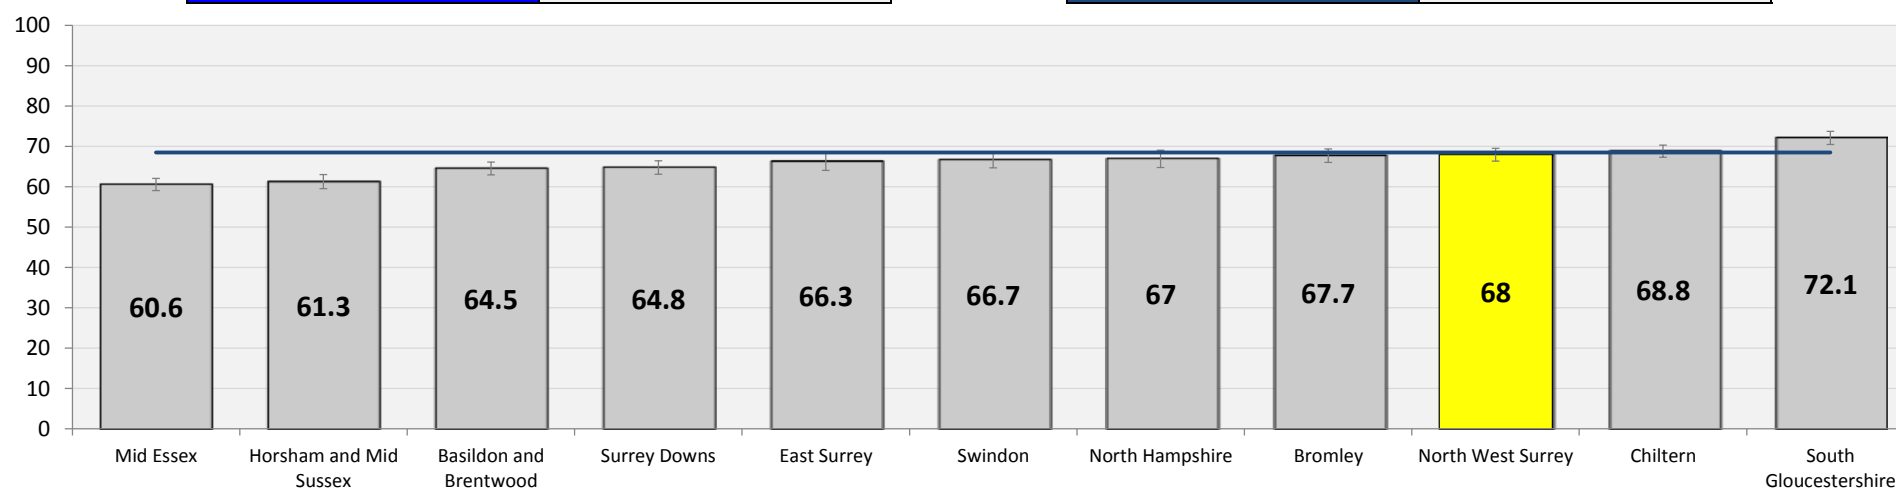 100
90
80
70
60
50
40
30
20
10
0
60.6
61.3
64.5
64.8
66.3
66.7
67
67.7
68
68.8
72.1
Mid Essex
Horsham and Mid
Sussex
Basildon and
Brentwood
Surrey Downs
East Surrey
Swindon
North Hampshire
Bromley
North West Surrey
Chiltern
South
Gloucestershire